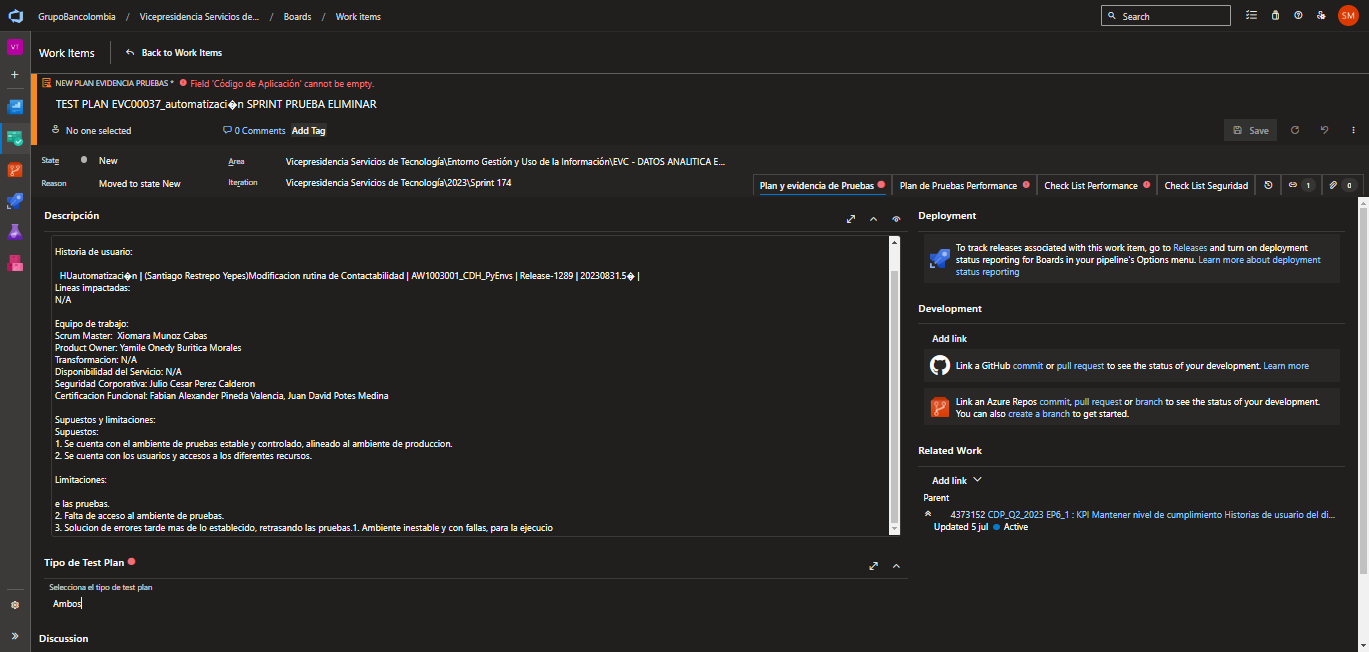 GrupoBancolombia / Vicepresidencia Servicios de... / Boards / Work items
Search
SM
VT
Work Items
Back to Work Items
NEW PLAN EVIDENCIA PRUEBAS * Field 'Código de Aplicación' cannot be empty.
TEST PLAN EVC00037_automatizaci�n SPRINT PRUEBA ELIMINAR
No one selected
0 Comments
Add Tag
Save
State
New
Area
Vicepresidencia Servicios de Tecnología\Entorno Gestión y Uso de la Información\EVC - DATOS ANALITICA E...
Reason
Moved to state New
Iteration
Vicepresidencia Servicios de Tecnología\2023\Sprint 174
Plan y evidencia de Pruebas
Plan de Pruebas Performance
Check List Performance
Check List Seguridad
1
0
Descripción
Historia de usuario:
HUautomatizaci�n | (Santiago Restrepo Yepes)Modificacion rutina de Contactabilidad | AW1003001_CDH_PyEnvs | Release-1289 | 20230831.5� |
Lineas impactadas:
N/A
Equipo de trabajo:
Scrum Master: Xiomara Munoz Cabas
Product Owner: Yamile Onedy Buritica Morales
Transformacion: N/A
Disponibilidad del Servicio: N/A
Seguridad Corporativa: Julio Cesar Perez Calderon
Certificacion Funcional: Fabian Alexander Pineda Valencia, Juan David Potes Medina
Supuestos y limitaciones:
Supuestos:
1. Se cuenta con el ambiente de pruebas estable y controlado, alineado al ambiente de produccion.
2. Se cuenta con los usuarios y accesos a los diferentes recursos.
Limitaciones:
e las pruebas.
2. Falta de acceso al ambiente de pruebas.
3. Solucion de errores tarde mas de lo establecido, retrasando las pruebas.1. Ambiente inestable y con fallas, para la ejecucio
Tipo de Test Plan
Selecciona el tipo de test plan
Ambos
Discussion
Deployment
To track releases associated with this work item, go to Releases and turn on deployment
status reporting for Boards in your pipeline's Options menu. Learn more about deployment
status reporting
Development
Add link
Link a GitHub commit or pull request to see the status of your development. Learn more
Link an Azure Repos commit, pull request or branch to see the status of your development.
You can also create a branch to get started.
Related Work
Add link
Parent
4373152 CDP_Q2_2023 EP6_1 : KPI Mantener nivel de cumplimiento Historias de usuario del di...
Updated 5 jul Active